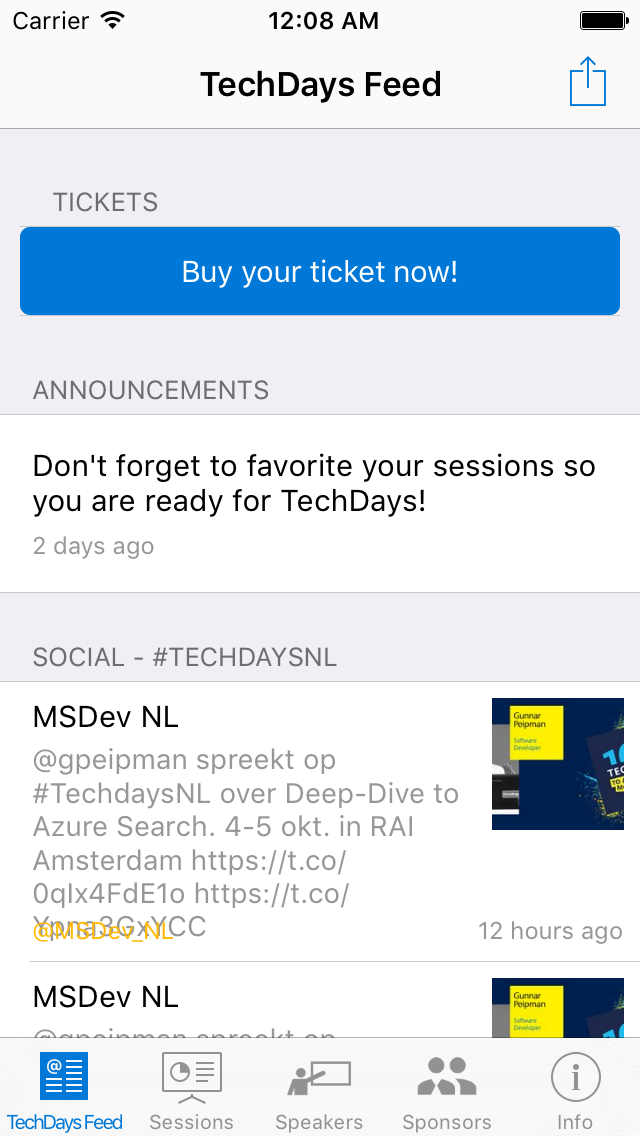 Carrier 12:08 AM
TechDays Feed
TICKETS
Buy your ticket now!
ANNOUNCEMENTS
Don't forget to favorite your sessions so
you are ready for TechDays!
2 days ago
SOCIAL - #TECHDAYSNL
MSDev NL
Gunnar
Peipman
Software
Developer
@gpeipman spreekt op
#TechdaysNL over Deep-Dive to
Azure Search. 4-5 okt. in RAI
Amsterdam https://t.co/
0qIx4FdE1o https://t.co/
@MSDev_NL
12 hours ago
MSDev NL
Gunnar
Peipman
Software
Developer
@gpeipman spreekt op
TechDays Feed Sessions Speakers Sponsors Info